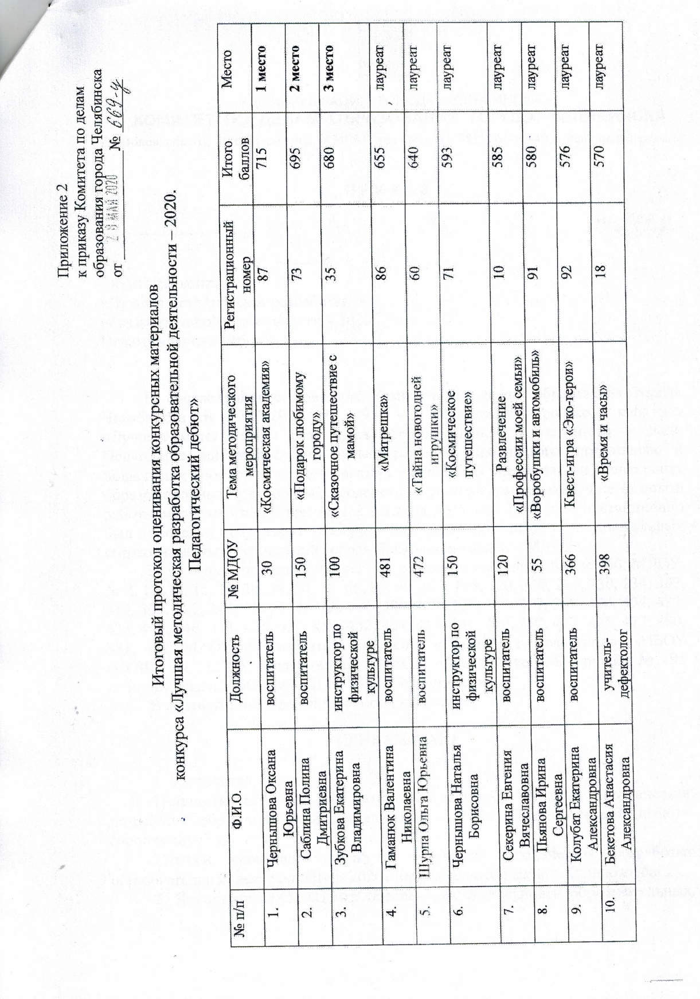 Приложение 2
к приказу Комитета по делам
образования города Челябинска
от 29 МАЙ 2020 № 669-у
Итоговый протокол оценивания конкурсных материалов
конкурса «Лучшая методическая разработка образовательной деятельности – 2020.
Педагогический дебют»
№ п/п Ф.И.О. Должность № МДОУ Тема методического мероприятия Регистрационный номер Итого баллов Место
1. Чернышова Оксана Юрьевна воспитатель 30 «Космическая академия» 87 715 1 место
2. Саблина Полина Дмитриевна воспитатель 150 «Подарок любимому городу» 73 695 2 место
3. Зубкова Екатерина Владимировна инструктор по физической культуре 100 «Сказочное путешествие с мамой» 35 680 3 место
4. Гаманюк Валентина Николаевна воспитатель 481 «Матрешка» 86 655 лауреат
5. Шурпа Ольга Юрьевна воспитатель 472 «Тайна новогодней игрушки» 60 640 лауреат
6. Чернышова Наталья Борисовна инструктор по физической культуре 150 «Космическое путешествие» 71 593 лауреат
7. Секерина Евгения Вячеславовна воспитатель 120 Развлечение «Профессии моей семьи» 10 585 лауреат
8. Пьянова Ирина Сергеевна воспитатель 55 «Воробушки и автомобиль» 91 580 лауреат
9. Колубат Екатерина Александровна воспитатель 366 Квест-игра«Эко-герои» 92 576 лауреат
10. Бекетова Анастасия Александровна учитель-дефектолог 398 «Время и часы» 18 570 лауреат